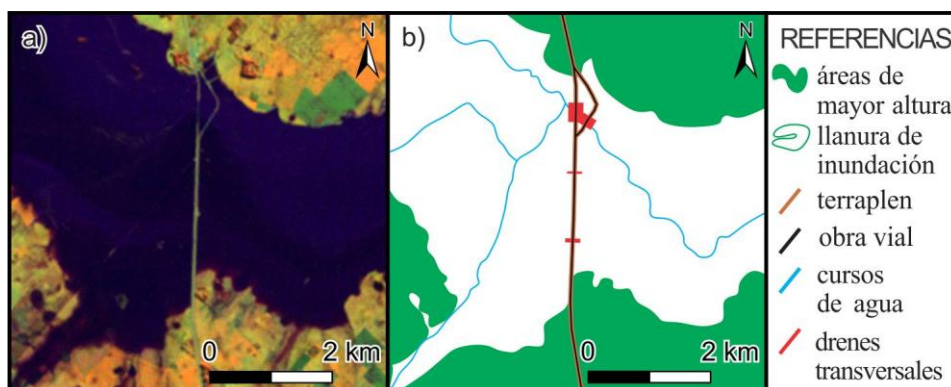 a)
N
0
2 km
b)
N
0
2 km
REFERENCIAS
áreas de
mayor altura
llanura de
inundación
terraplen
obra vial
cursos
de agua
drenes
transversales